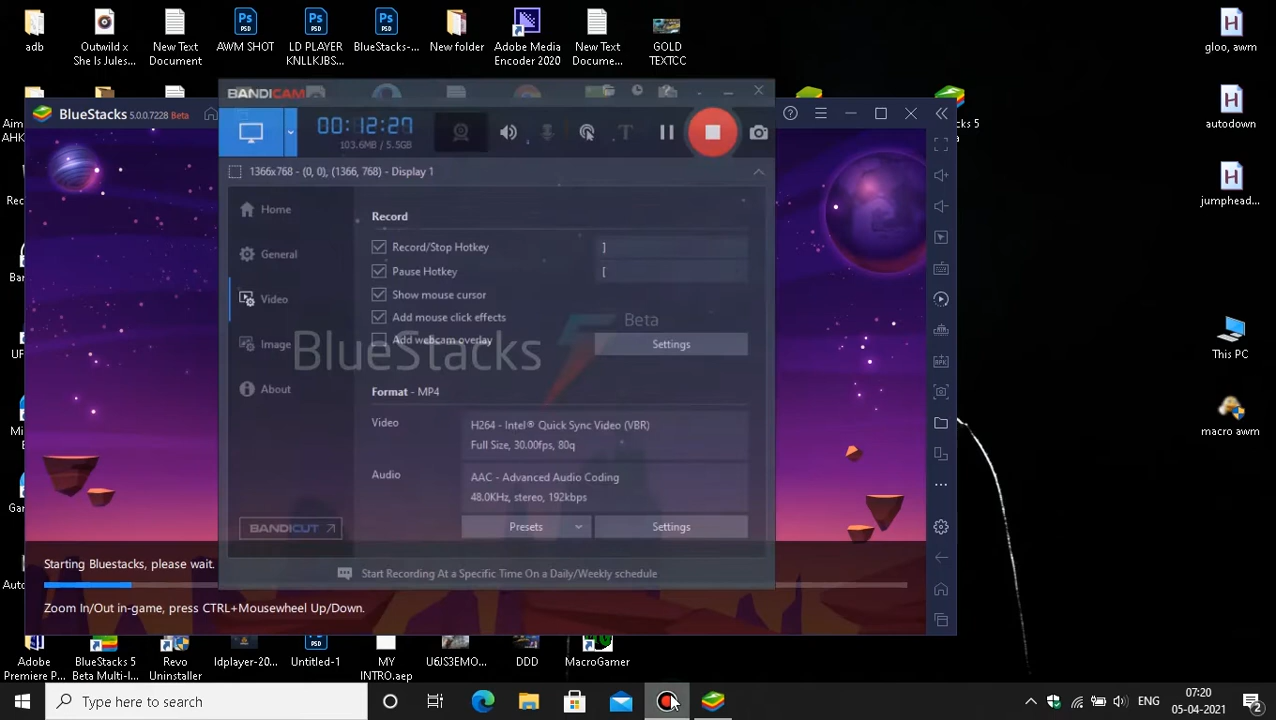 adb
Outwild x
She Is Jules...
New Text
Document
AWM SHOT
LD PLAYER
KNLLKJBS...
BlueStacks-...
New folder
Adobe Media
Encoder 2020
New Text
Docume...
GOLD
TEXTCC
gloo, awm
autodown
jumphead...
This PC
macro awm
BlueStacks 5.0.0.7228 Beta
BANDICAM
00:12:27
103.6MB / 5.5GB
1366x768 - (0, 0), (1366, 768) - Display 1
Home
General
Video
Image
About
BANDICUT
Record
Record/Stop Hotkey ]
Pause Hotkey [
Show mouse cursor
Add mouse click effects
Add webcam overlay
Settings
Format - MP4
Video
H264 - Intel® Quick Sync Video (VBR)
Full Size, 30.00fps, 80q
Audio
AAC - Advanced Audio Coding
48.0KHz, stereo, 192kbps
Presets
Settings
Start Recording At a Specific Time On a Daily/Weekly schedule
BlueStacks
Beta
Starting Bluestacks, please wait.
Zoom In/Out in-game, press CTRL+Mousewheel Up/Down.
Adobe
Premiere P...
BlueStacks 5
Beta Multi-I...
Revo
Uninstaller
ldplayer-20...
Untitled-1
MY
INTRO.aep
U6JS3EMO...
DDD
MacroGamer
Type here to search
ENG
07:20
05-04-2021
2